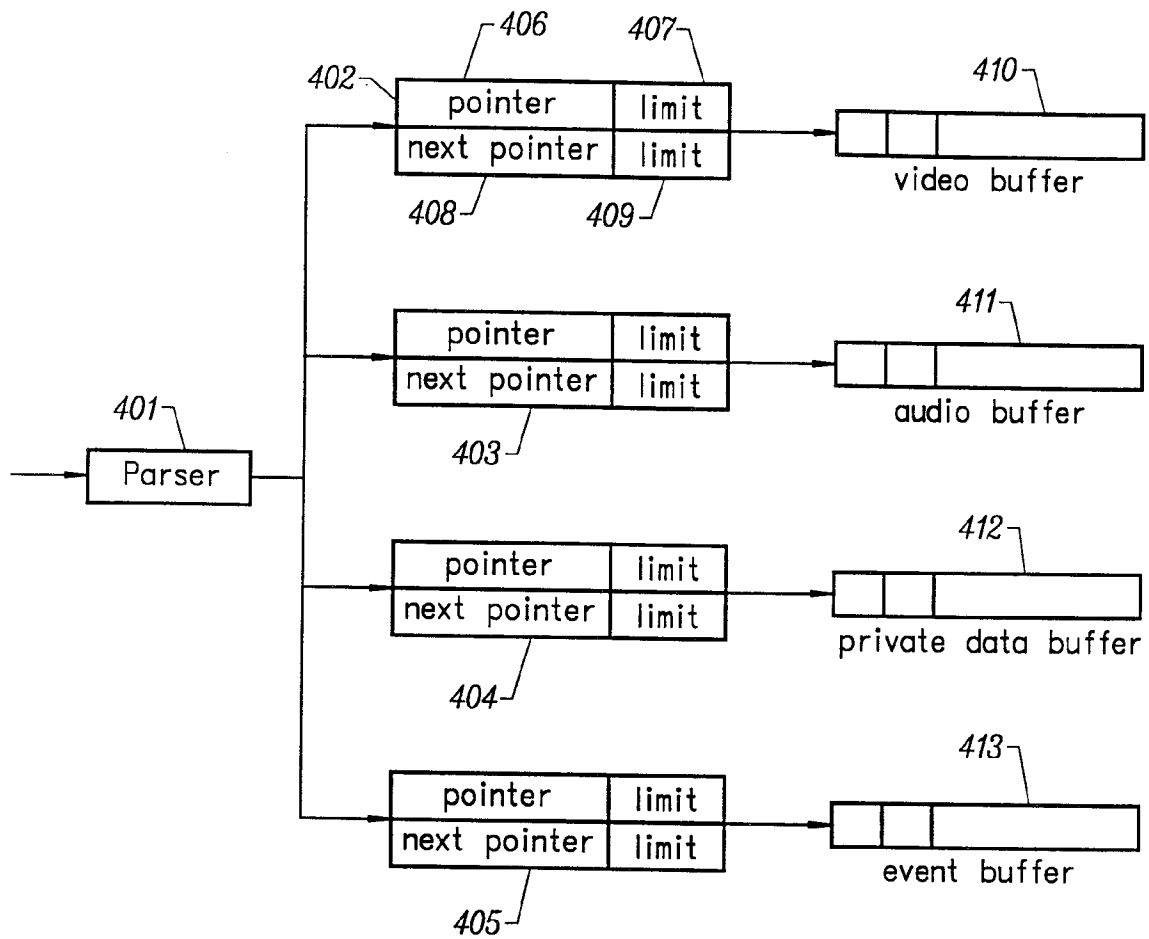 406
407
402
410
pointer limit
next pointer limit
video buffer
408
409
411
pointer limit
next pointer limit
audio buffer
401
403
Parser
412
pointer limit
next pointer limit
private data buffer
404
413
pointer limit
next pointer limit
event buffer
405